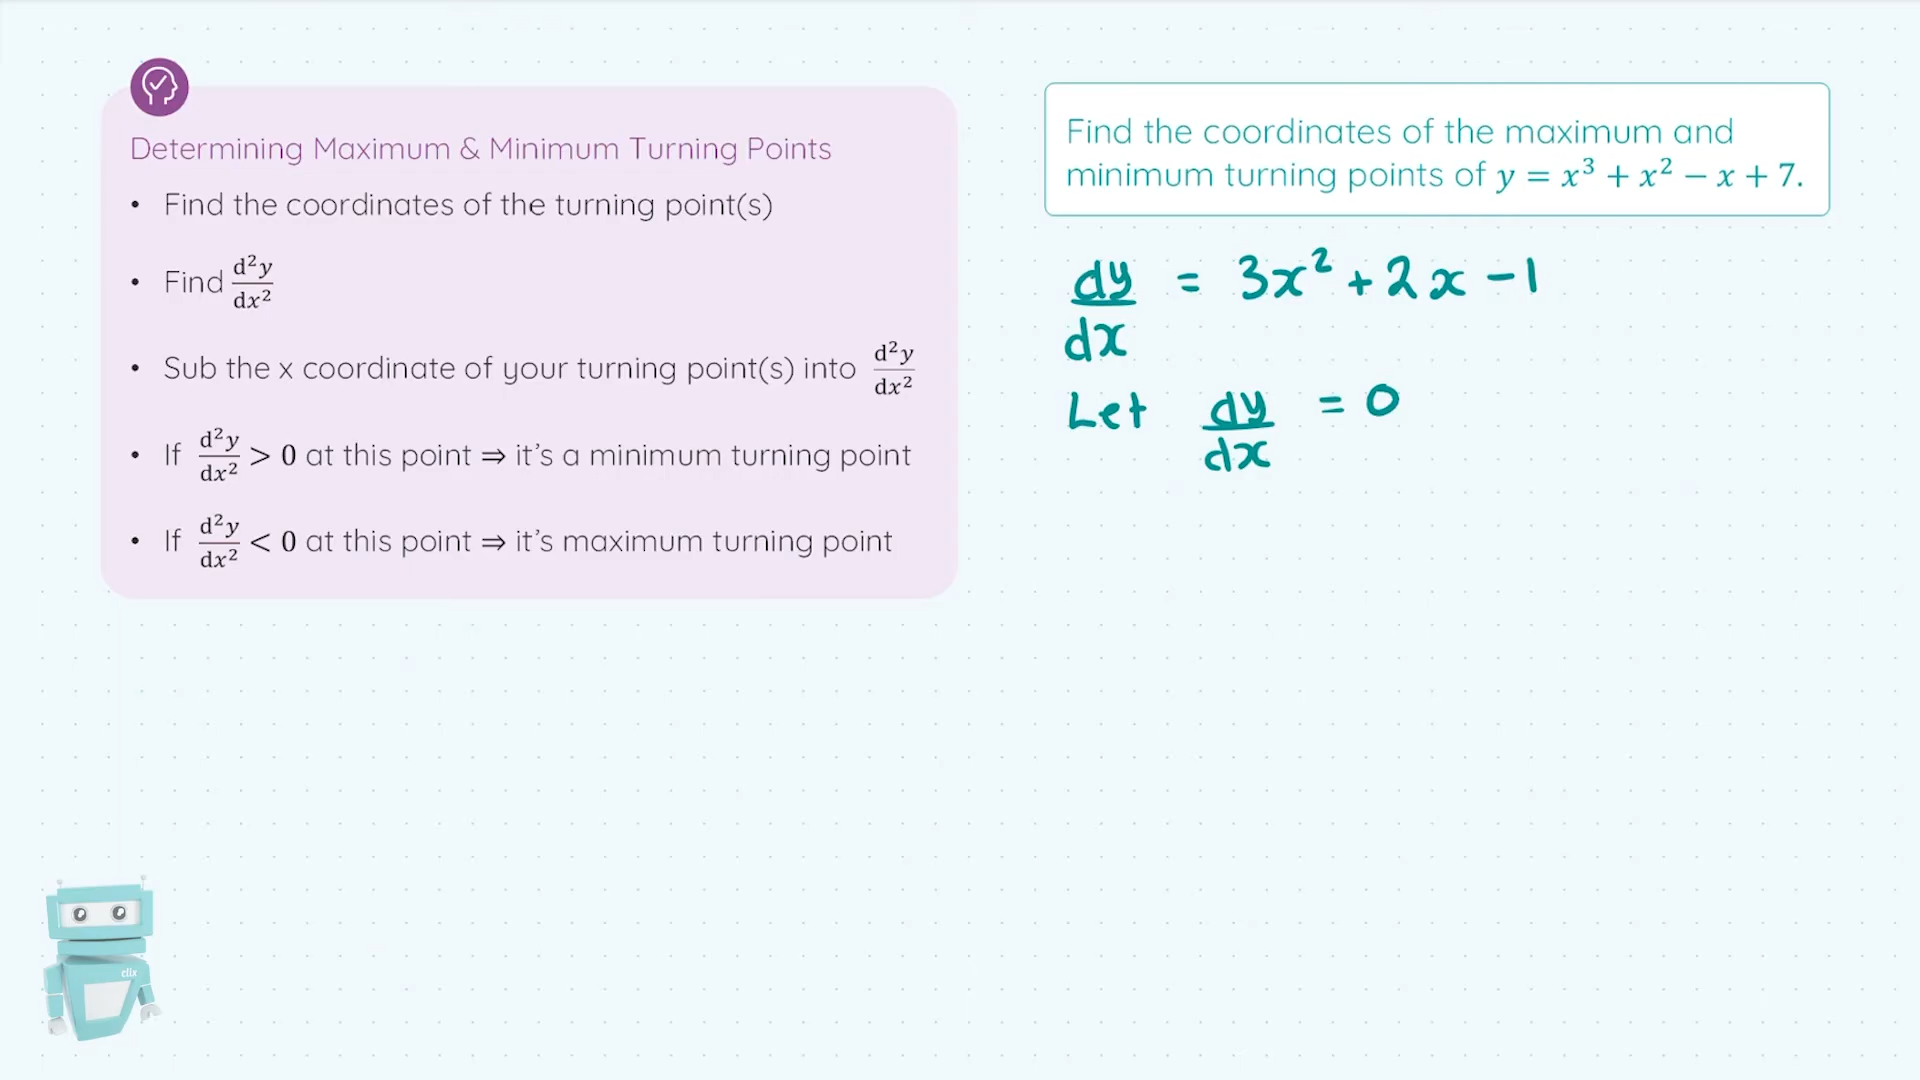 Determining Maximum & Minimum Turning Points
• Find the coordinates of the turning point(s)
• Find d²y/dx²
• Sub the x coordinate of your turning point(s) into d²y/dx²
• If d²y/dx² > 0 at this point ⇒ it’s a minimum turning point
• If d²y/dx² < 0 at this point ⇒ it’s maximum turning point
Find the coordinates of the maximum and
minimum turning points of y = x³ + x² − x + 7.
dy/dx = 3x² + 2x − 1
Let dy/dx = 0
clix